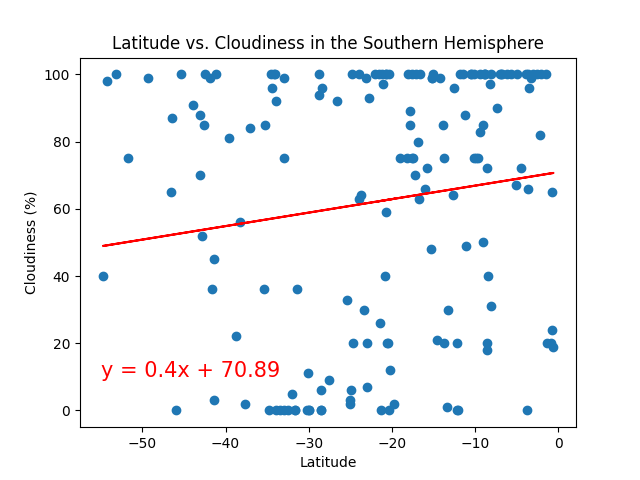 Latitude vs. Cloudiness in the Southern Hemisphere
100
80
60
40
20
0
Cloudiness (%)
y = 0.4x + 70.89
−50 −40 −30 −20 −10 0
Latitude